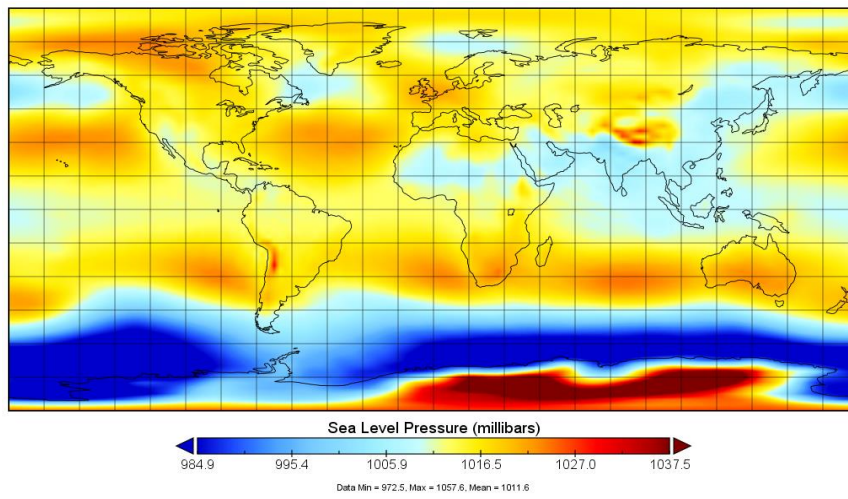 Sea Level Pressure (millibars)
984.9 995.4 1005.9 1016.5 1027.0 1037.5
Data Min = 972.5, Max = 1057.6, Mean = 1011.6